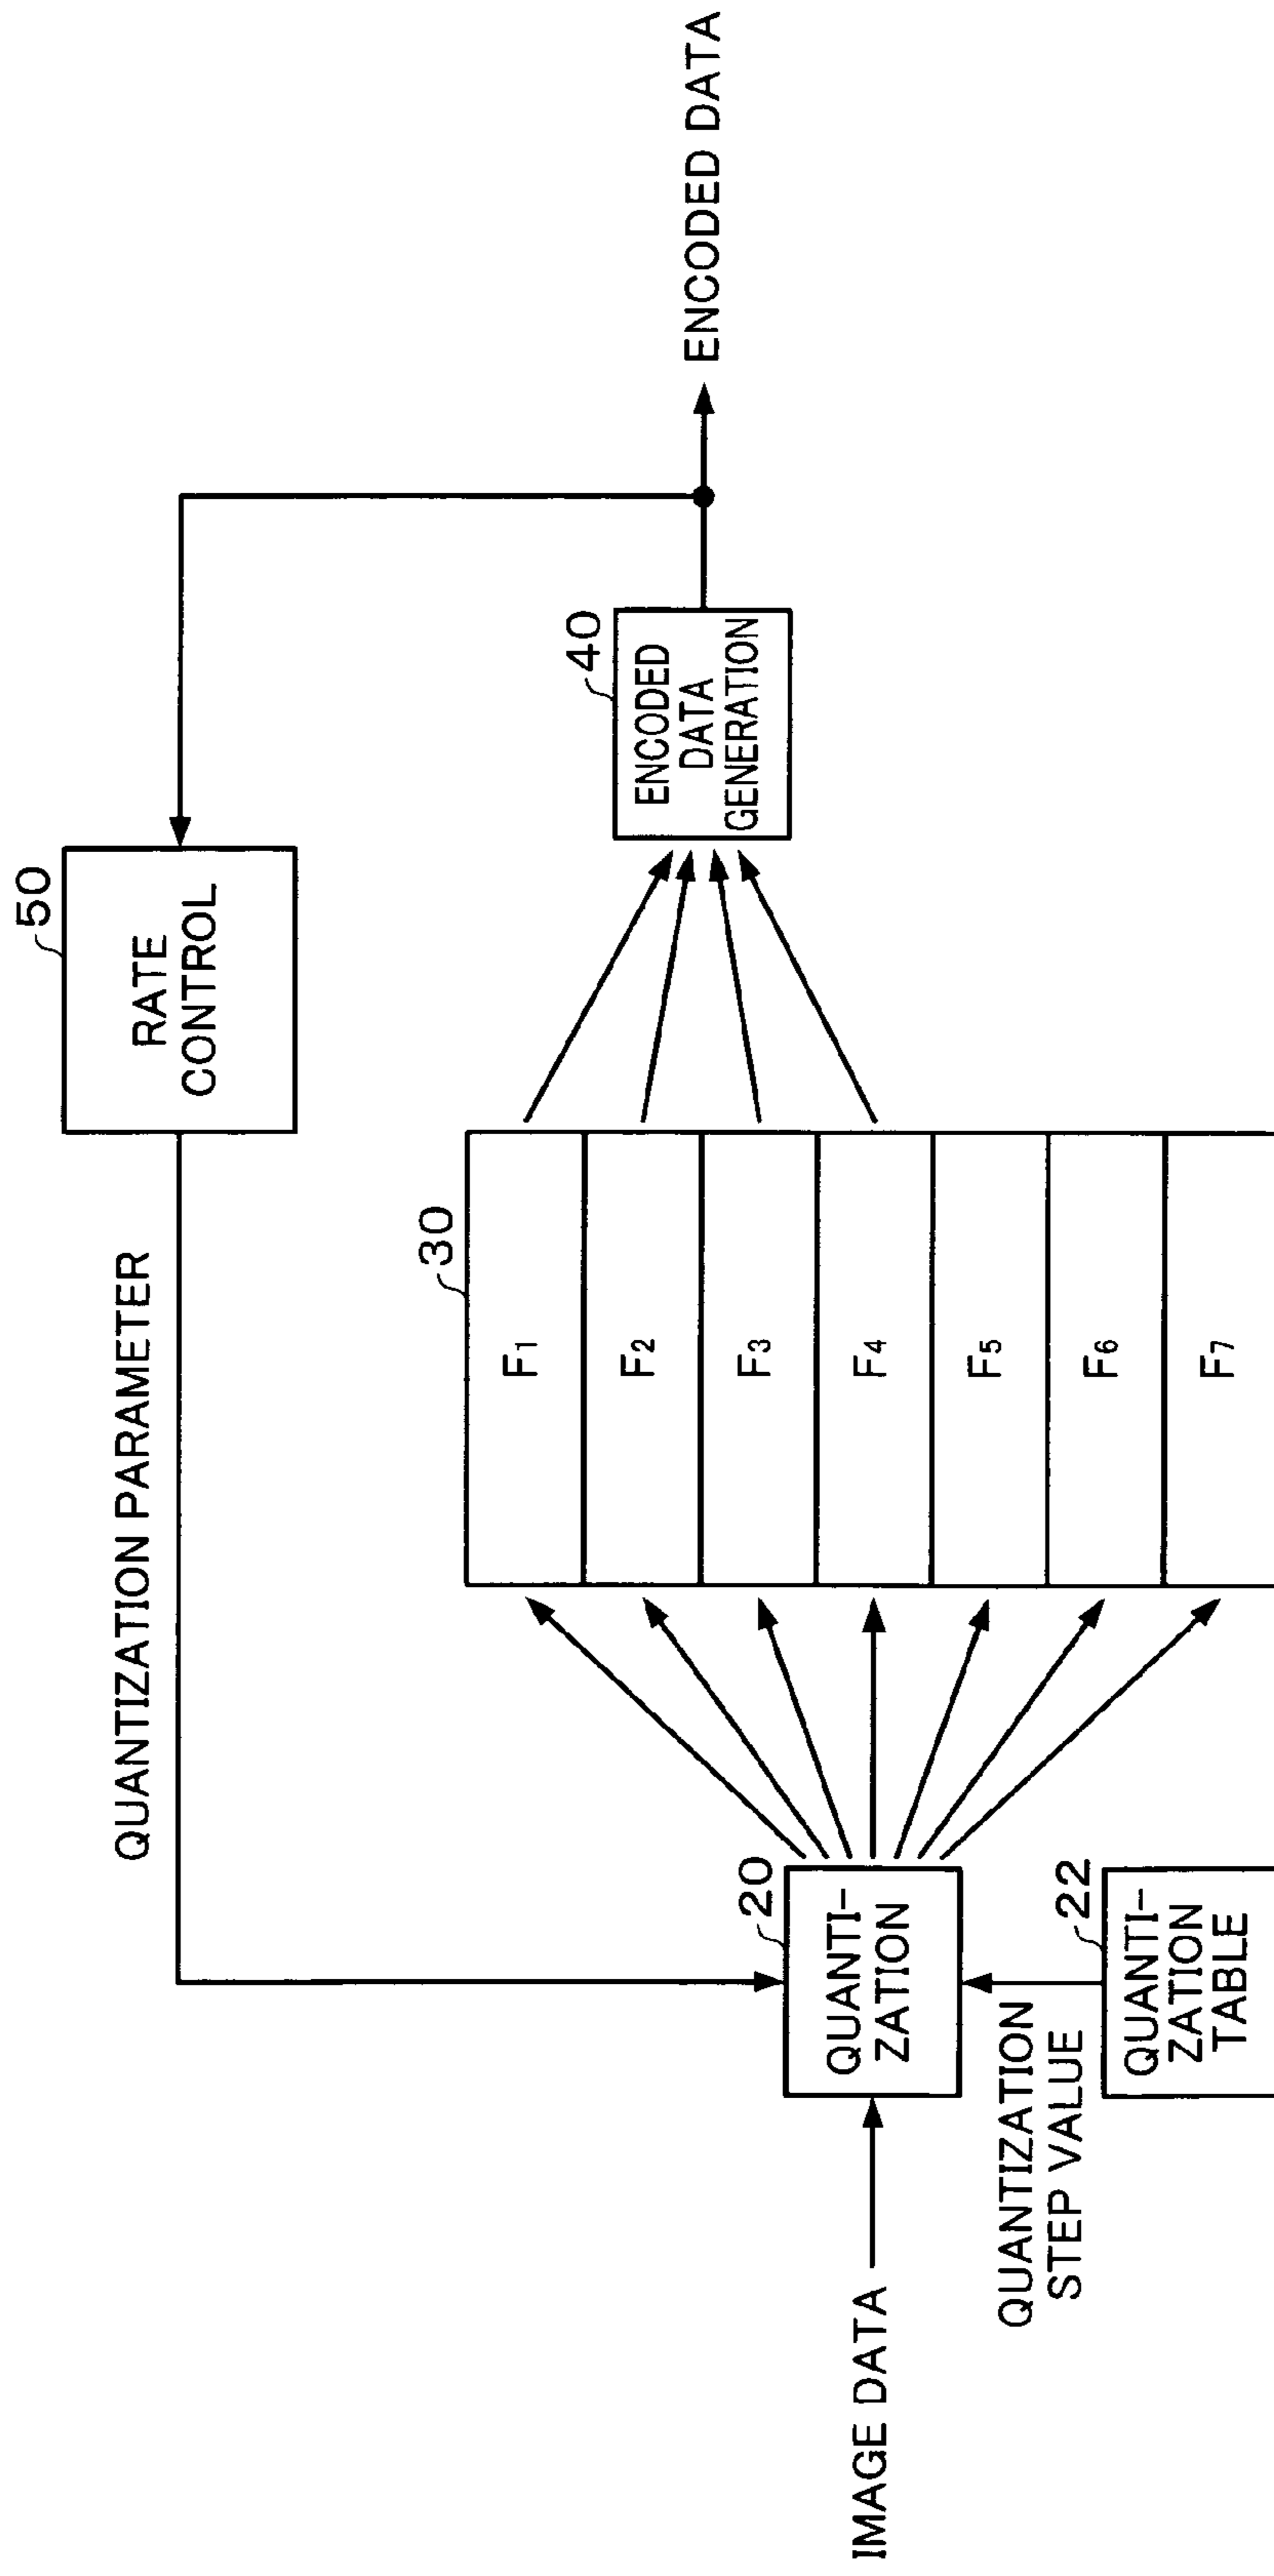 50
RATE
CONTROL
QUANTIZATION PARAMETER
30
F1
F2
F3
F4
F5
F6
F7
40
ENCODED
DATA
GENERATION
ENCODED DATA
20
QUANTI-
ZATION
IMAGE DATA
QUANTIZATION
STEP VALUE
22
QUANTI-
ZATION
TABLE